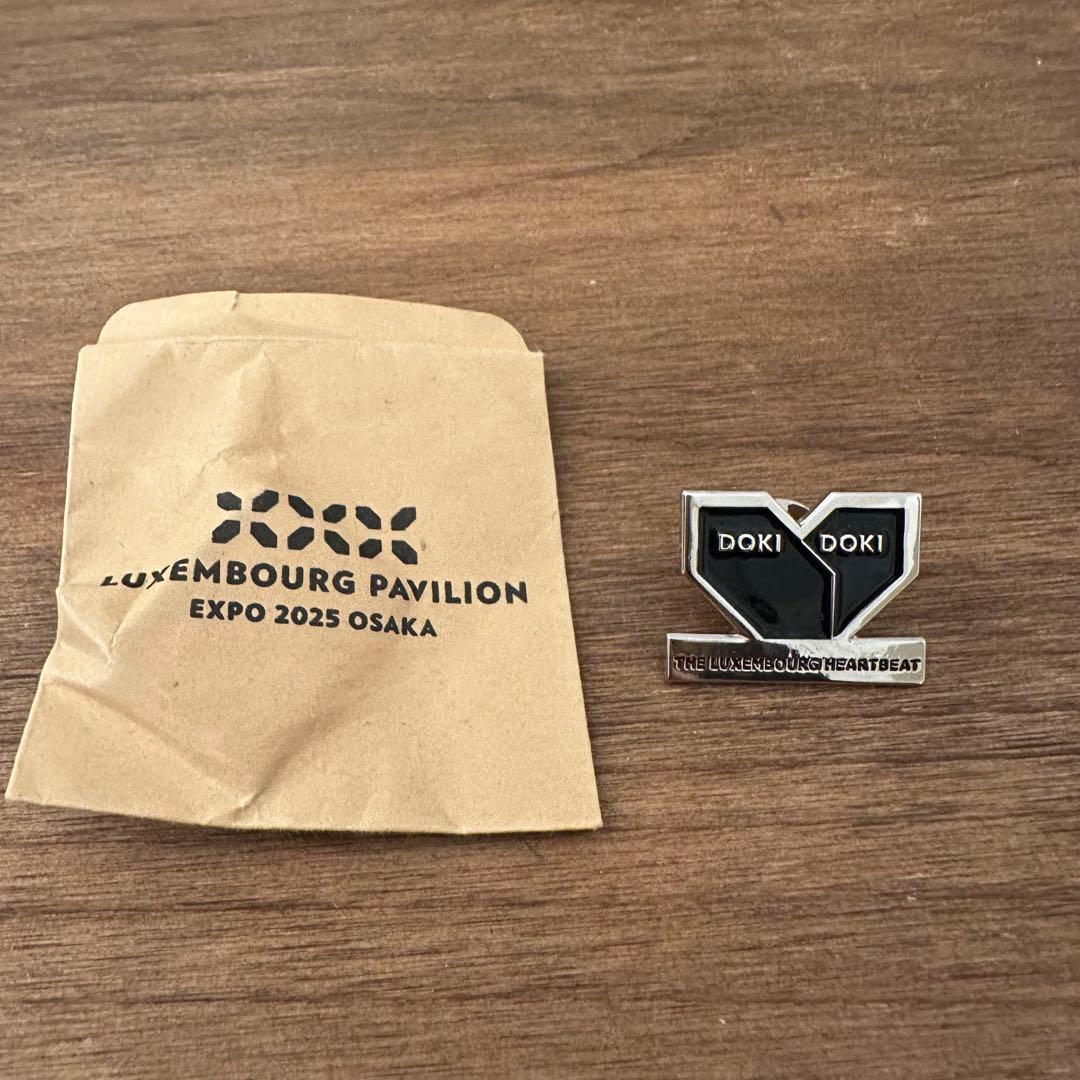 LUXEMBOURG PAVILION
EXPO 2025 OSAKA
DOKI DOKI
THE LUXEMBOURG HEARTBEAT